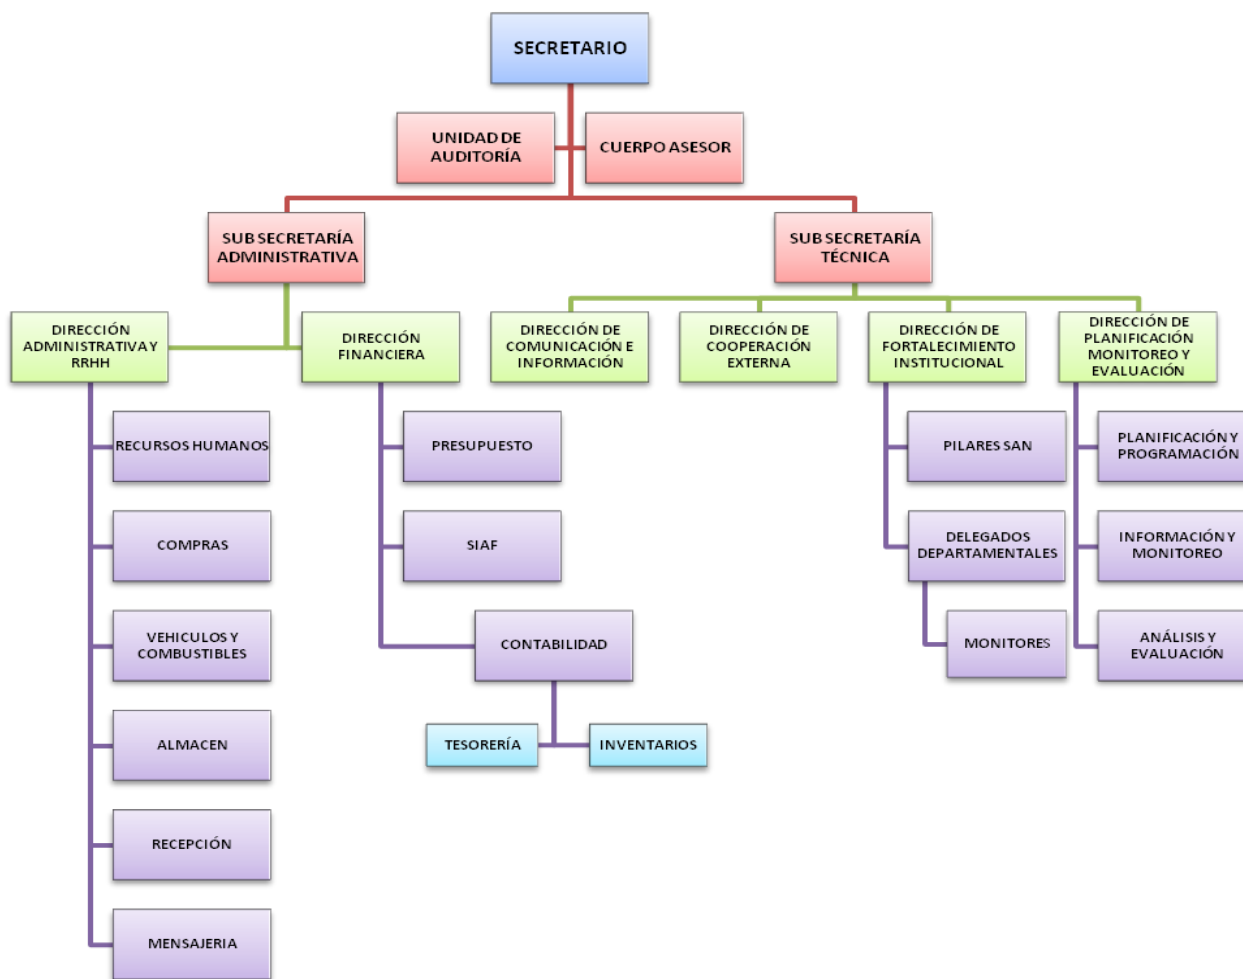 SECRETARIO
UNIDAD DE
AUDITORÍA
CUERPO ASESOR
SUB SECRETARÍA
ADMINISTRATIVA
SUB SECRETARÍA
TÉCNICA
DIRECCIÓN
ADMINISTRATIVA Y
RRHH
DIRECCIÓN
FINANCIERA
DIRECCIÓN DE
COMUNICACIÓN E
INFORMACIÓN
DIRECCIÓN DE
COOPERACIÓN
EXTERNA
DIRECCIÓN DE
FORTALECIMIENTO
INSTITUCIONAL
DIRECCIÓN DE
PLANIFICACIÓN
MONITOREO Y
EVALUACIÓN
RECURSOS HUMANOS
PRESUPUESTO
PILARES SAN
PLANIFICACIÓN Y
PROGRAMACIÓN
COMPRAS
SIAF
DELEGADOS
DEPARTAMENTALES
INFORMACIÓN Y
MONITOREO
VEHICULOS Y
COMBUSTIBLES
CONTABILIDAD
MONITORES
ANÁLISIS Y
EVALUACIÓN
ALMACEN
TESORERÍA
INVENTARIOS
RECEPCIÓN
MENSAJERIA